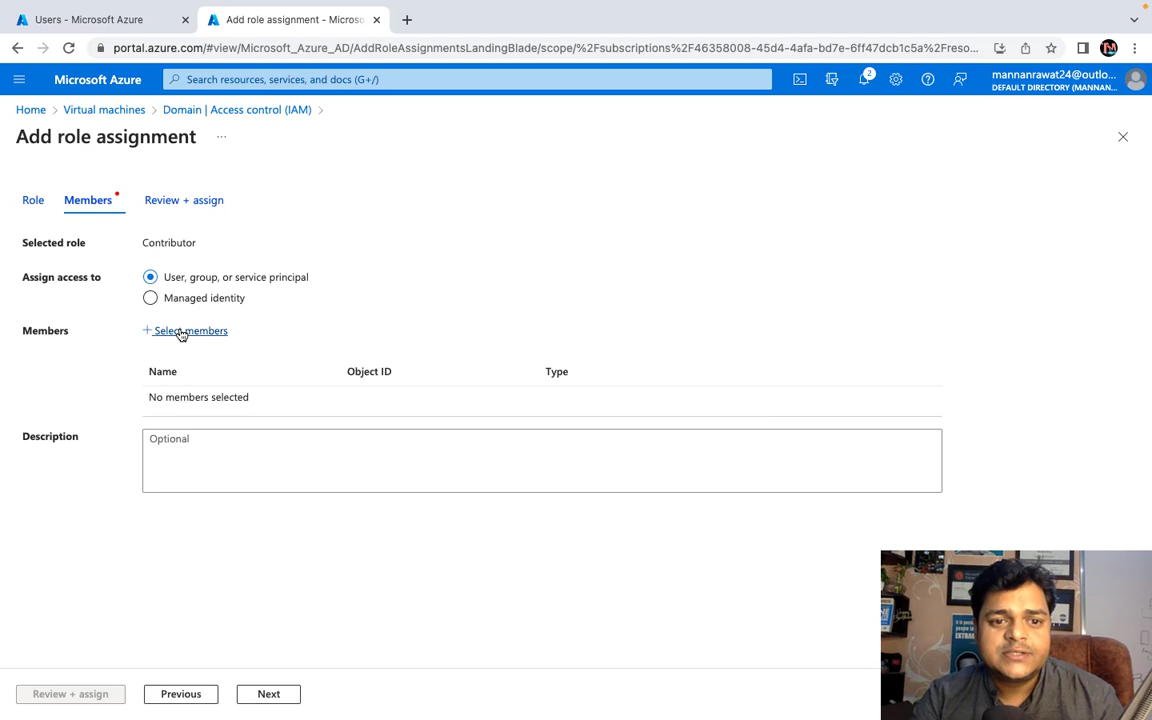 Users - Microsoft Azure
Add role assignment - Microso
portal.azure.com/#view/Microsoft_Azure_AD/AddRoleAssignmentsLandingBlade/scope/%2Fsubscriptions%2F46358008-45d4-4afa-bd7e-6ff47dcb1c5a%2Freso...
Microsoft Azure
Search resources, services, and docs (G+/)
2
mannanrawat24@outlo...
DEFAULT DIRECTORY (MANNAN...
Home > Virtual machines > Domain | Access control (IAM) >
Add role assignment ...
Role Members Review + assign
Selected role Contributor
Assign access to User, group, or service principal
Managed identity
Members + Select members
Name Object ID Type
No members selected
Description Optional
Review + assign Previous Next